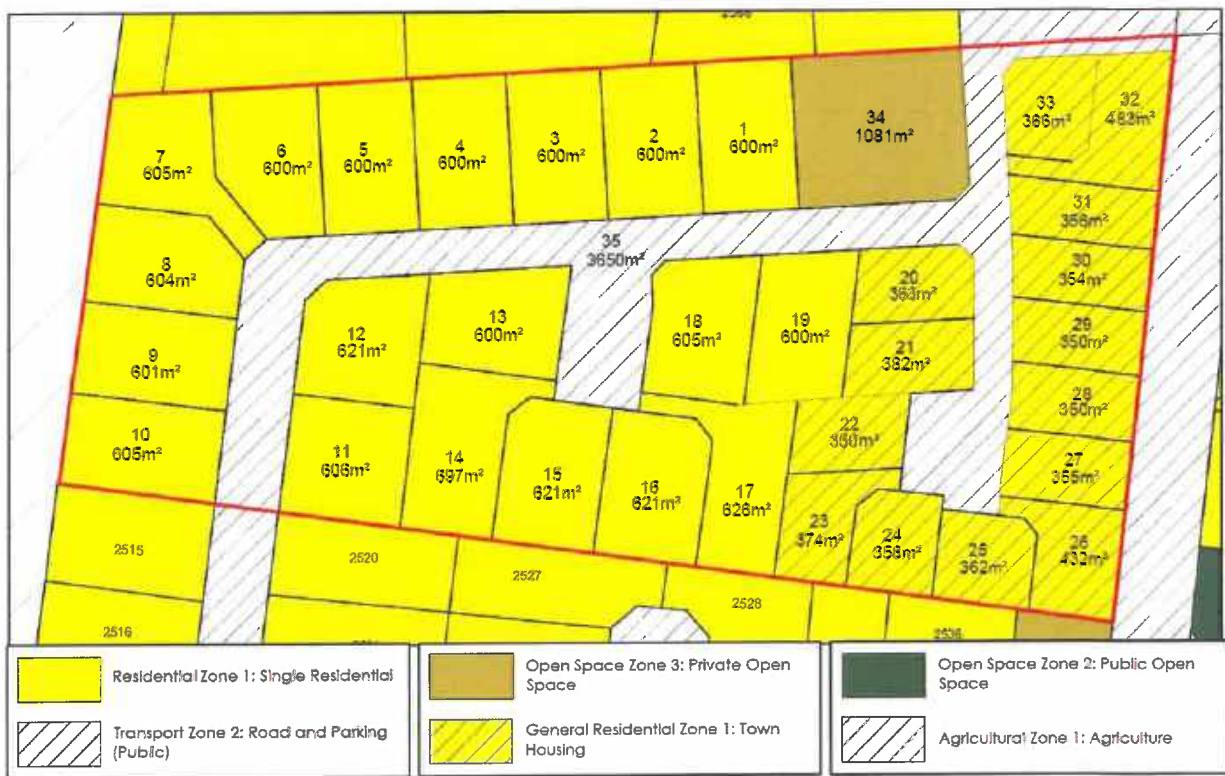 7
605m²
6
600m²
5
600m²
4
600m²
3
600m²
2
600m²
1
600m²
34
1081m²
33
366m²
32
31
356m²
8
604m²
35
3650m²
30
354m²
20
363m²
12
621m²
13
600m²
18
605m²
19
600m²
21
382m²
29
350m²
9
601m²
28
350m²
22
350m²
10
605m²
11
606m²
14
697m²
15
621m²
16
621m²
17
626m²
23
374m²
24
358m²
25
362m²
27
355m²
26
432m²
2515
2520
2527
2528
2536
2516
Residential Zone 1: Single Residential
Transport Zone 2: Road and Parking
(Public)
Open Space Zone 3: Private Open
Space
General Residential Zone 1: Town
Housing
Open Space Zone 2: Public Open
Space
Agricultural Zone 1: Agriculture